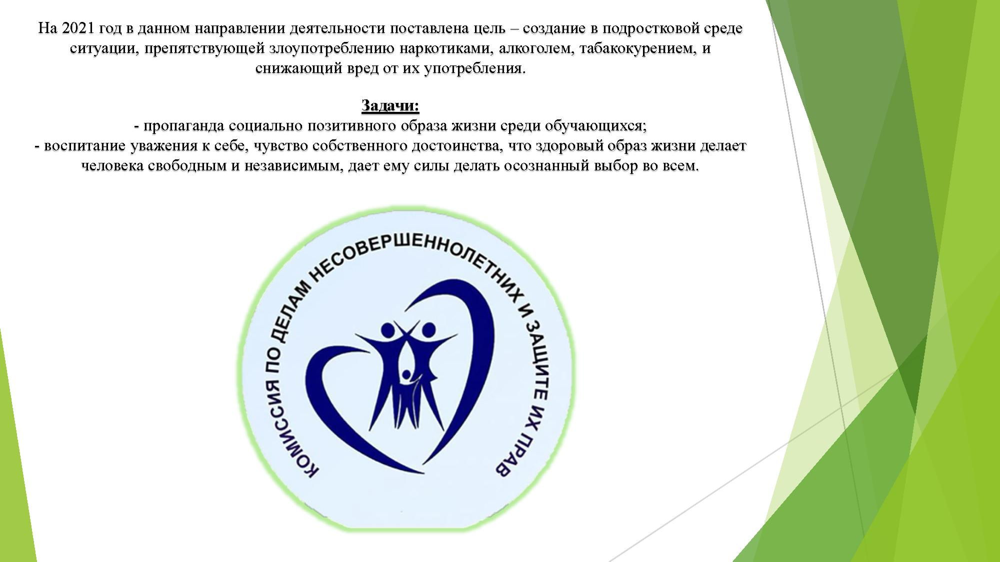 На 2021 год в данном направлении деятельности поставлена цель – создание в подростковой среде
ситуации, препятствующей злоупотреблению наркотиками, алкоголем, табакокурением, и
снижающий вред от их употребления.
Задачи:
- пропаганда социально позитивного образа жизни среди обучающихся;
- воспитание уважения к себе, чувство собственного достоинства, что здоровый образ жизни делает
человека свободным и независимым, дает ему силы делать осознанный выбор во всем.
КОМИССИЯ ПО ДЕЛАМ НЕСОВЕРШЕННОЛЕТНИХ И ЗАЩИТЕ ИХ ПРАВ